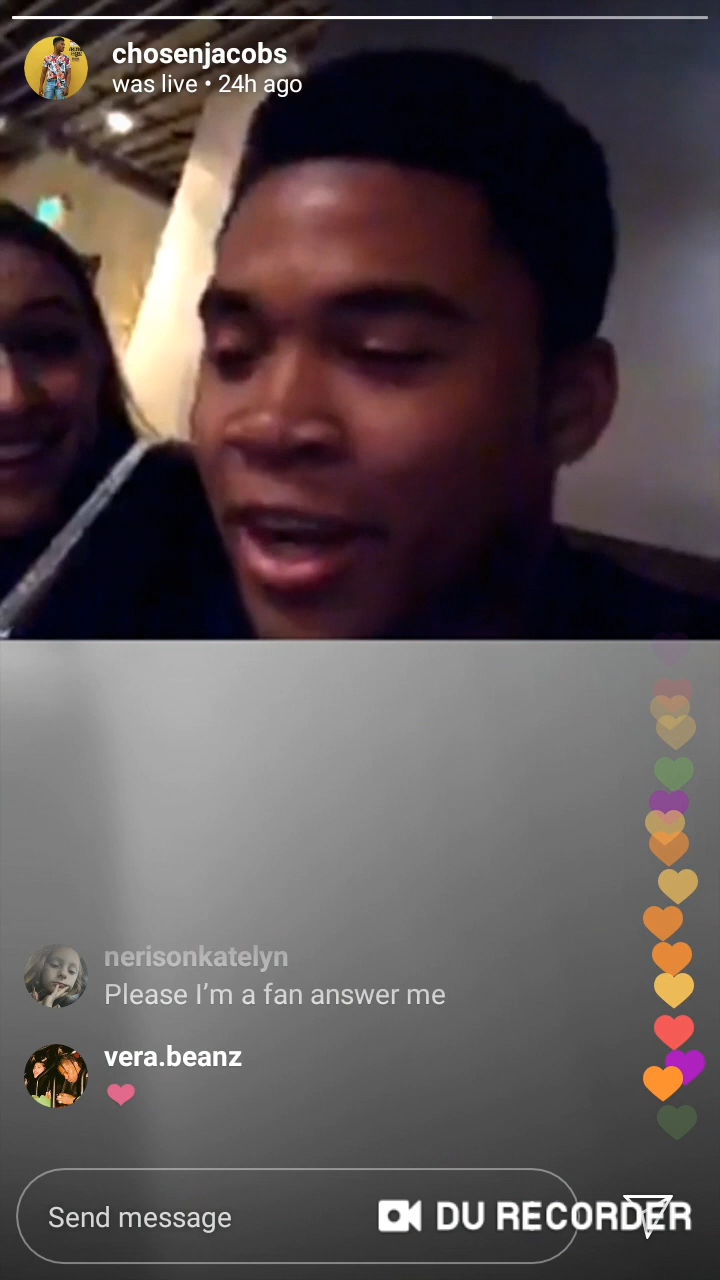 chosenjacobs
was live • 24h ago
nerisonkatelyn
Please I’m a fan answer me
vera.beanz
Send message
DU RECORDER